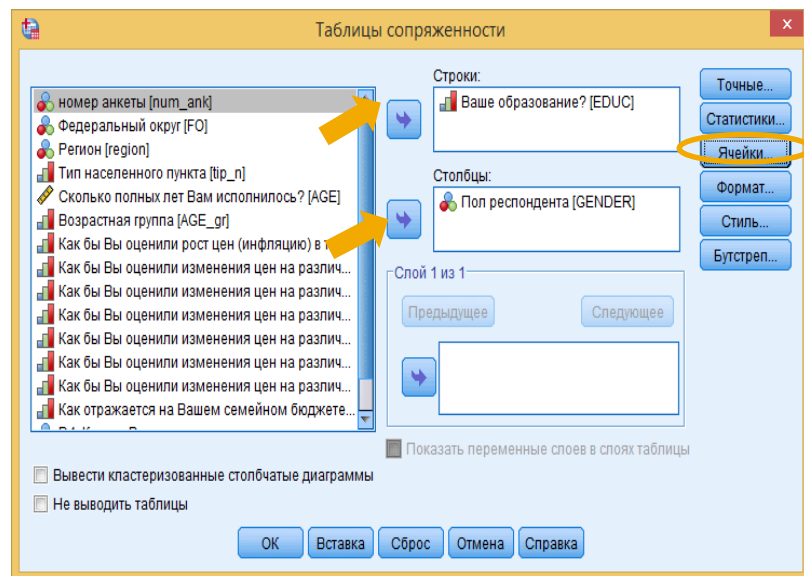 Таблицы сопряженности
номер анкеты [num_ank]
Федеральный округ [FO]
Регион [region]
Тип населенного пункта [tip_n]
Сколько полных лет Вам исполнилось? [AGE]
Возрастная группа [AGE_gr]
Как бы Вы оценили рост цен (инфляцию) в
Как бы Вы оценили изменения цен на различ...
Как бы Вы оценили изменения цен на различ...
Как бы Вы оценили изменения цен на различ...
Как бы Вы оценили изменения цен на различ...
Как бы Вы оценили изменения цен на различ...
Как бы Вы оценили изменения цен на различ...
Как отражается на Вашем семейном бюджете...
Строки:
Ваше образование? [EDUC]
Столбцы:
Пол респондента [GENDER]
Слой 1 из 1
Предыдущее
Следующее
Показать переменные слоев в слоях таблицы
Точные...
Статистики...
Ячейки...
Формат...
Стиль...
Бутстреп...
Вывести кластеризованные столбчатые диаграммы
Не выводить таблицы
ОК Вставка Сброс Отмена Справка